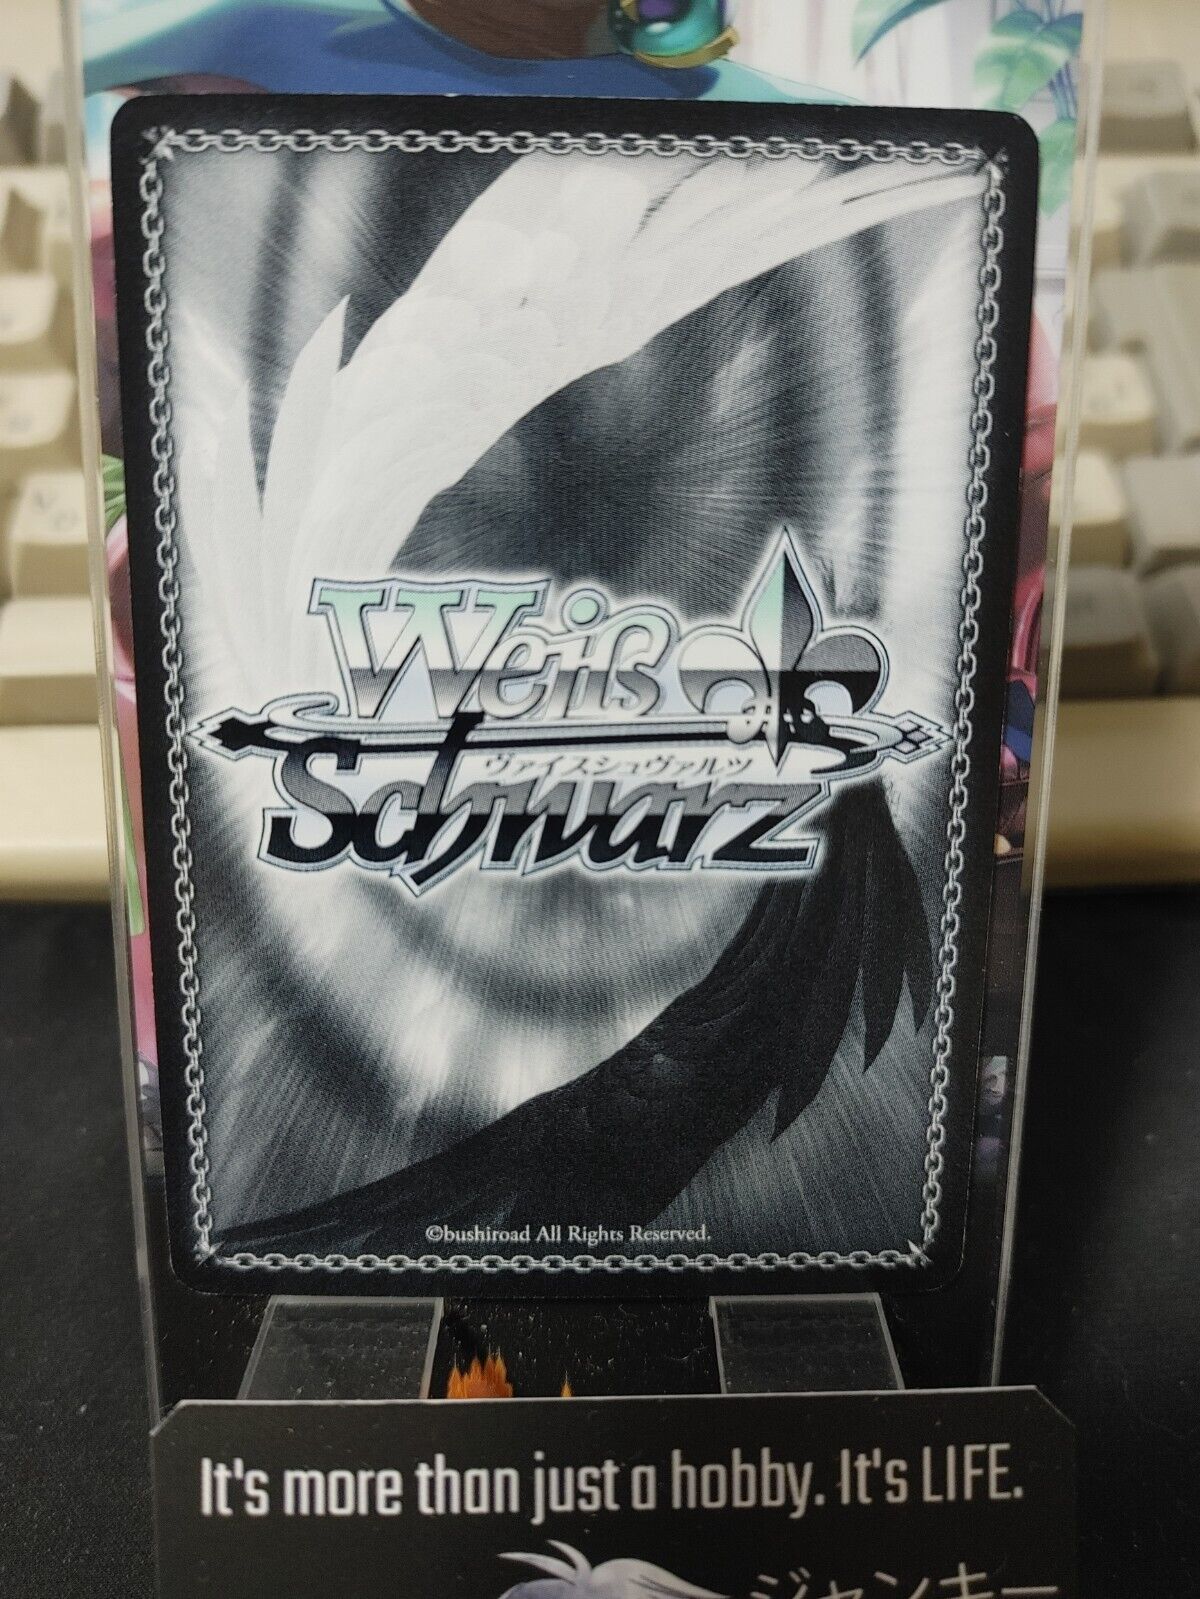 Weiß
ヴァイスシュヴァルツ
Schwarz
©bushiroad All Rights Reserved.
It's more than just a hobby. It's LIFE.
ジャンキー